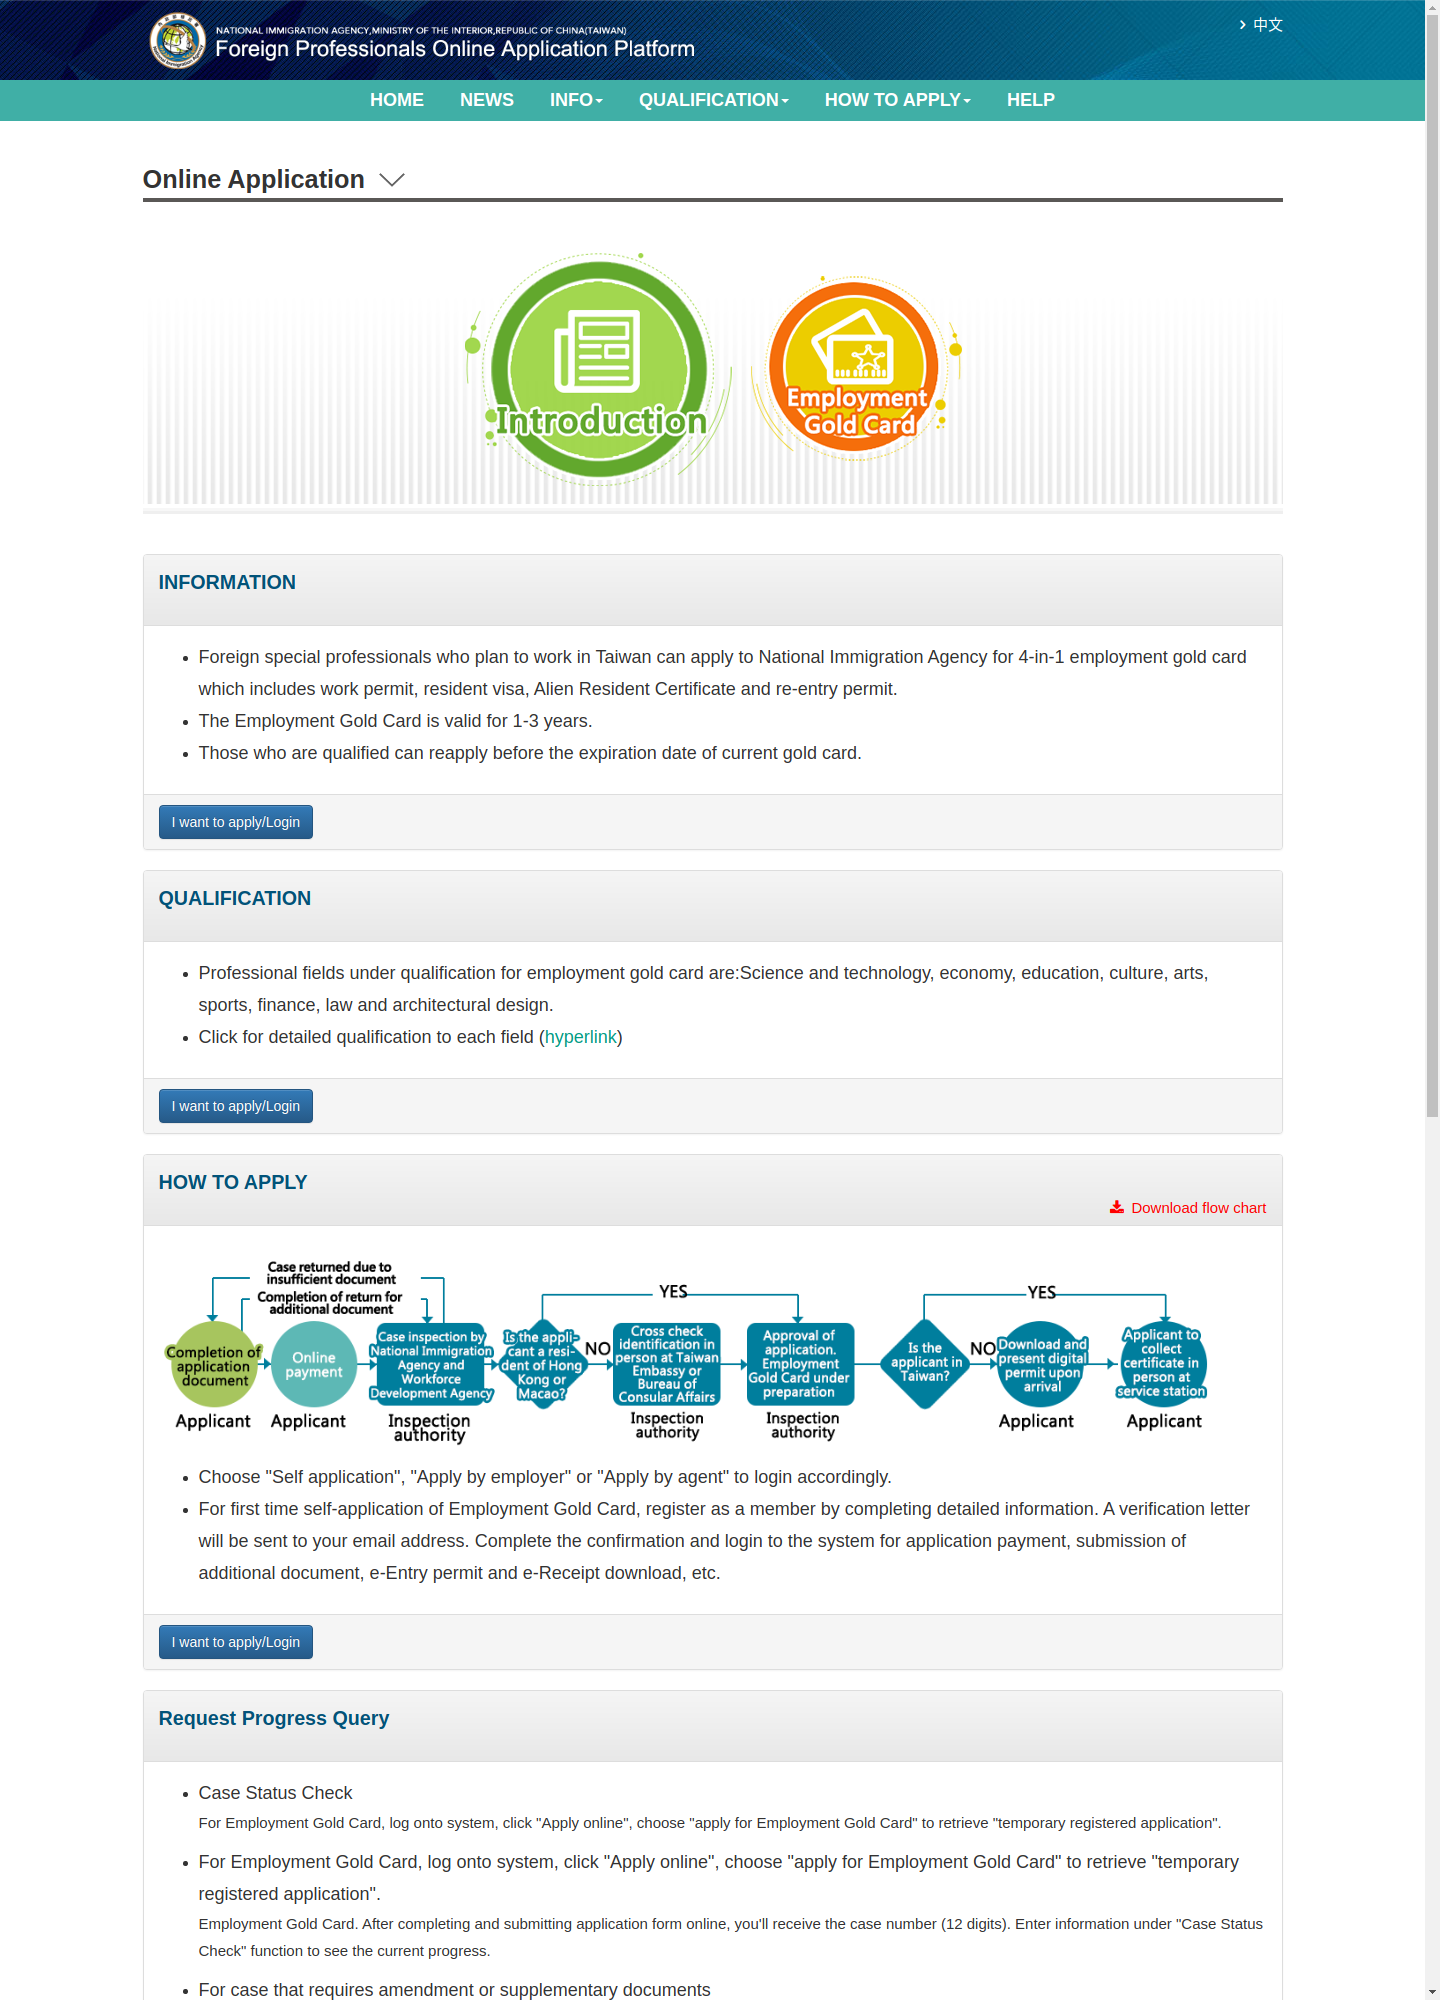 NATIONAL IMMIGRATION AGENCY,MINISTRY OF THE INTERIOR,REPUBLIC OF CHINA(TAIWAN)
Foreign Professionals Online Application Platform
中文
HOME NEWS INFO QUALIFICATION HOW TO APPLY HELP
Online Application
Introduction
Employment
Gold Card
INFORMATION
Foreign special professionals who plan to work in Taiwan can apply to National Immigration Agency for 4-in-1 employment gold card
which includes work permit, resident visa, Alien Resident Certificate and re-entry permit.
The Employment Gold Card is valid for 1-3 years.
Those who are qualified can reapply before the expiration date of current gold card.
I want to apply/Login
QUALIFICATION
Professional fields under qualification for employment gold card are:Science and technology, economy, education, culture, arts,
sports, finance, law and architectural design.
Click for detailed qualification to each field (hyperlink)
I want to apply/Login
HOW TO APPLY
Download flow chart
Case returned due to
insufficient document
Completion of return for
additional document
YES
YES
Completion of
application
document
Applicant
Online
payment
Applicant
Case inspection by
National Immigration
Agency and
Workforce
Development Agency
Inspection
authority
Is the appli-
cant a resi-
dent of Hong
Kong or
Macao?
NO
Cross check
identification in
person at Taiwan
Embassy or
Bureau of
Consular Affairs
Inspection
authority
Approval of
application.
Employment
Gold Card under
preparation
Inspection
authority
Is the
applicant in
Taiwan?
NO
Download and
present digital
permit upon
arrival
Applicant
Applicant to
collect
certificate in
person at
service station
Applicant
Choose "Self application", "Apply by employer" or "Apply by agent" to login accordingly.
For first time self-application of Employment Gold Card, register as a member by completing detailed information. A verification letter
will be sent to your email address. Complete the confirmation and login to the system for application payment, submission of
additional document, e-Entry permit and e-Receipt download, etc.
I want to apply/Login
Request Progress Query
Case Status Check
For Employment Gold Card, log onto system, click "Apply online", choose "apply for Employment Gold Card" to retrieve "temporary registered application".
For Employment Gold Card, log onto system, click "Apply online", choose "apply for Employment Gold Card" to retrieve "temporary
registered application".
Employment Gold Card. After completing and submitting application form online, you'll receive the case number (12 digits). Enter information under "Case Status
Check" function to see the current progress.
For case that requires amendment or supplementary documents